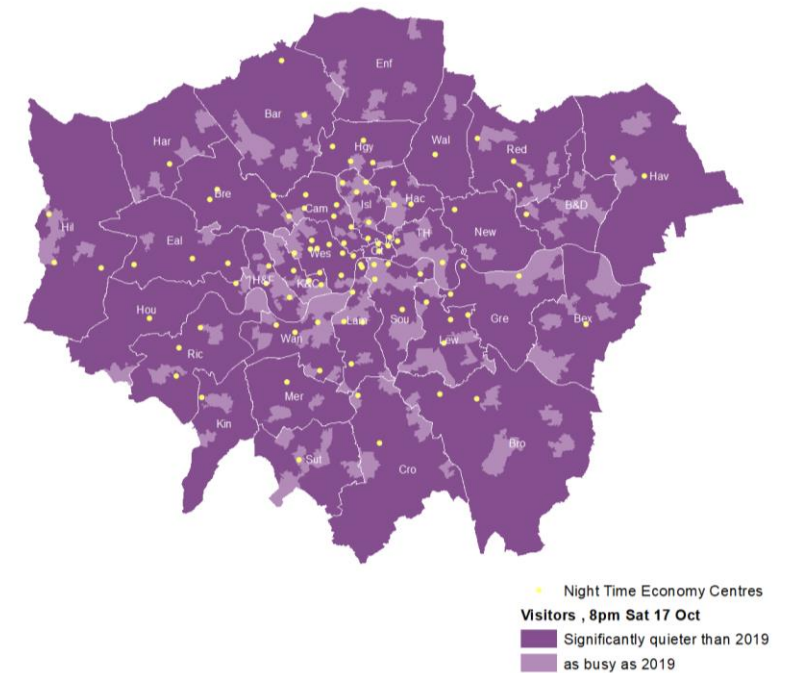 Enf
Bar
Har
Hgy
Wal
Red
Hav
Bre
Cam
Isl
Hac
B&D
Hil
Eal
Wes
TH
New
K&C
Hou
Lam
Sou
Gre
Bex
Ric
Wan
Lew
Mer
Kin
Sut
Cro
Bro
Night Time Economy Centres
Visitors , 8pm Sat 17 Oct
Significantly quieter than 2019
as busy as 2019